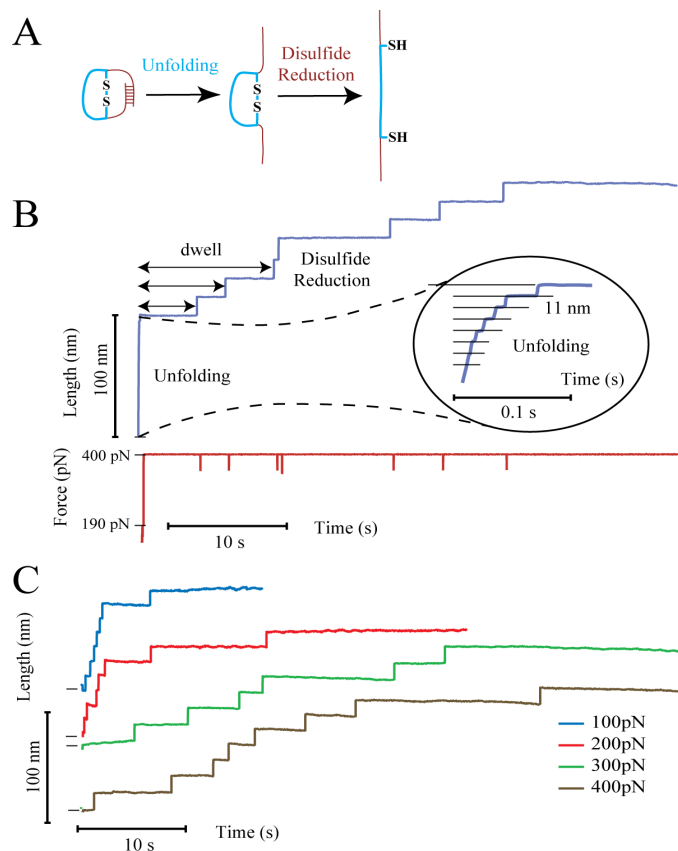 A
Unfolding
Disulfide
Reduction
S
S
S
S
SH
SH
B
dwell
Disulfide
Reduction
Unfolding
11 nm
Unfolding
Time (s)
0.1 s
Length (nm)
100 nm
Force (pN)
400 pN
190 pN
10 s
Time (s)
C
Length (nm)
100 nm
100pN
200pN
300pN
400pN
10 s
Time (s)